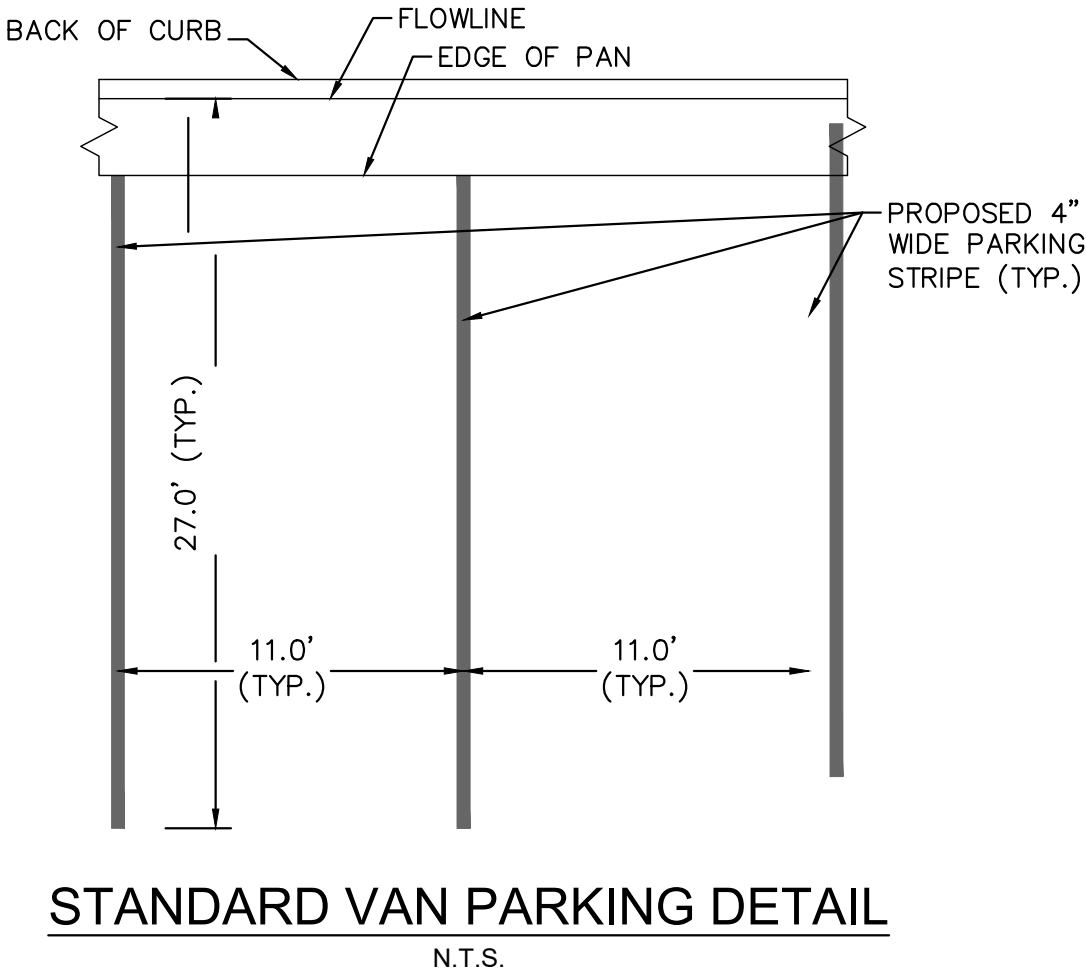 BACK OF CURB
FLOWLINE
EDGE OF PAN
PROPOSED 4”
WIDE PARKING
STRIPE (TYP.)
27.0' (TYP.)
11.0'
(TYP.)
11.0'
(TYP.)
STANDARD VAN PARKING DETAIL
N.T.S.